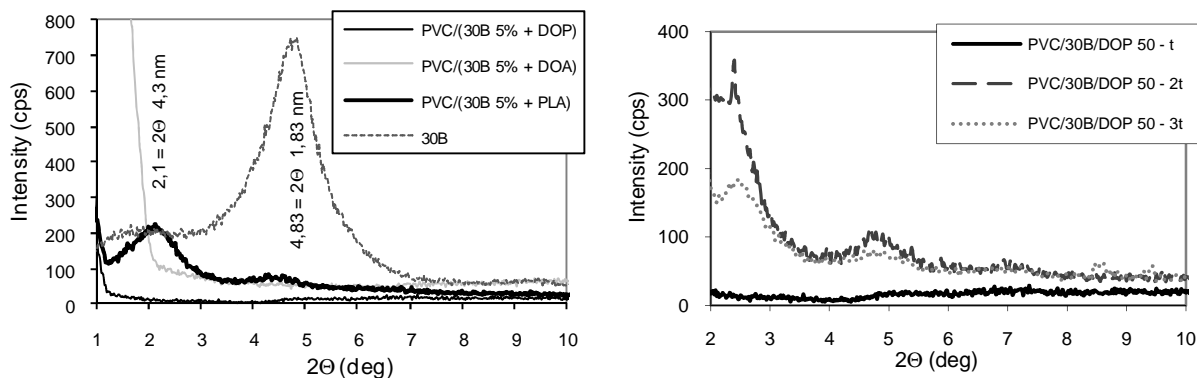 800
700
600
500
400
300
200
100
0
Intensity (cps)
1 2 3 4 5 6 7 8 9 10
2Θ (deg)
2,1 = 2Θ 4,3 nm
4,83 = 2Θ 1,83 nm
PVC/(30B 5% + DOP)
PVC/(30B 5% + DOA)
PVC/(30B 5% + PLA)
30B
400
300
200
100
0
Intensity (cps)
2 3 4 5 6 7 8 9 10
2Θ (deg)
PVC/30B/DOP 50 - t
PVC/30B/DOP 50 - 2t
PVC/30B/DOP 50 - 3t